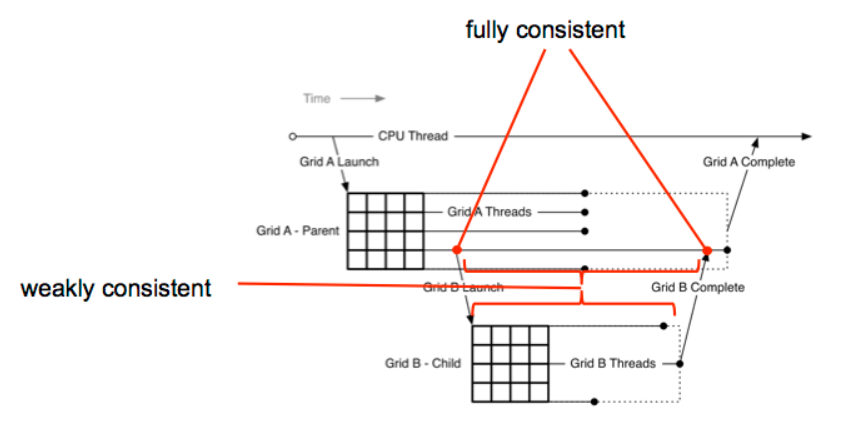 fully consistent
Time
CPU Thread
Grid A Launch
Grid A Complete
Grid A Threads
Grid A - Parent
weakly consistent
Grid B Launch
Grid B Complete
Grid B - Child
Grid B Threads